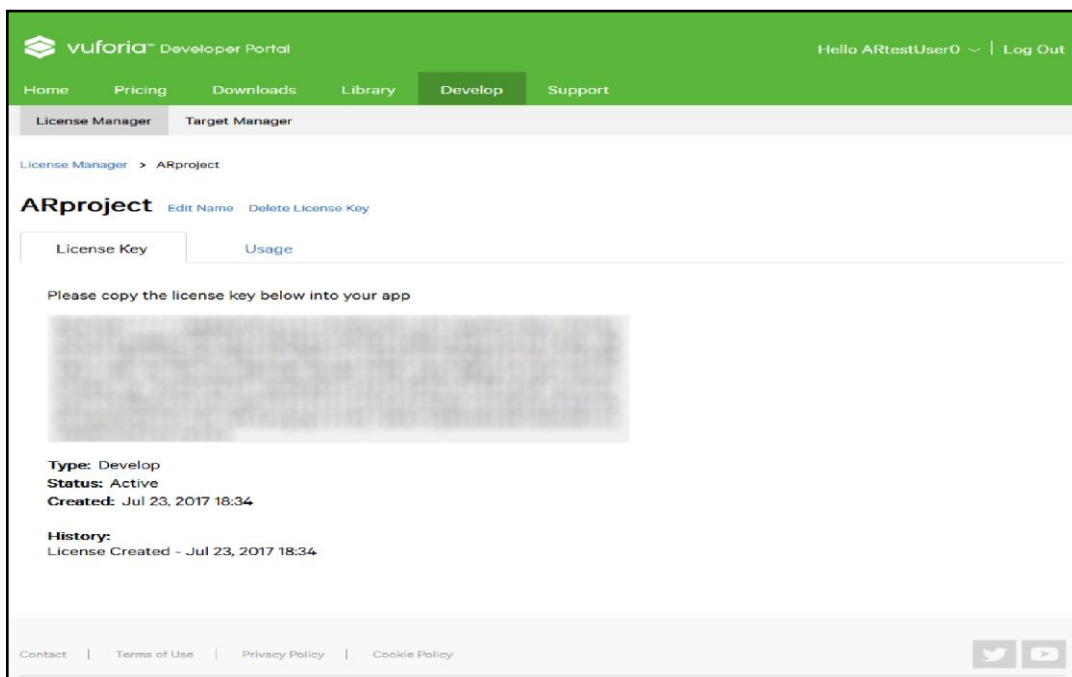 vuforia™ Developer Portal
Hello ARtestUser0 | Log Out
Home Pricing Downloads Library Develop Support
License Manager Target Manager
License Manager > ARproject
ARproject Edit Name Delete License Key
License Key Usage
Please copy the license key below into your app
Type: Develop
Status: Active
Created: Jul 23, 2017 18:34
History:
License Created - Jul 23, 2017 18:34
Contact | Terms of Use | Privacy Policy | Cookie Policy